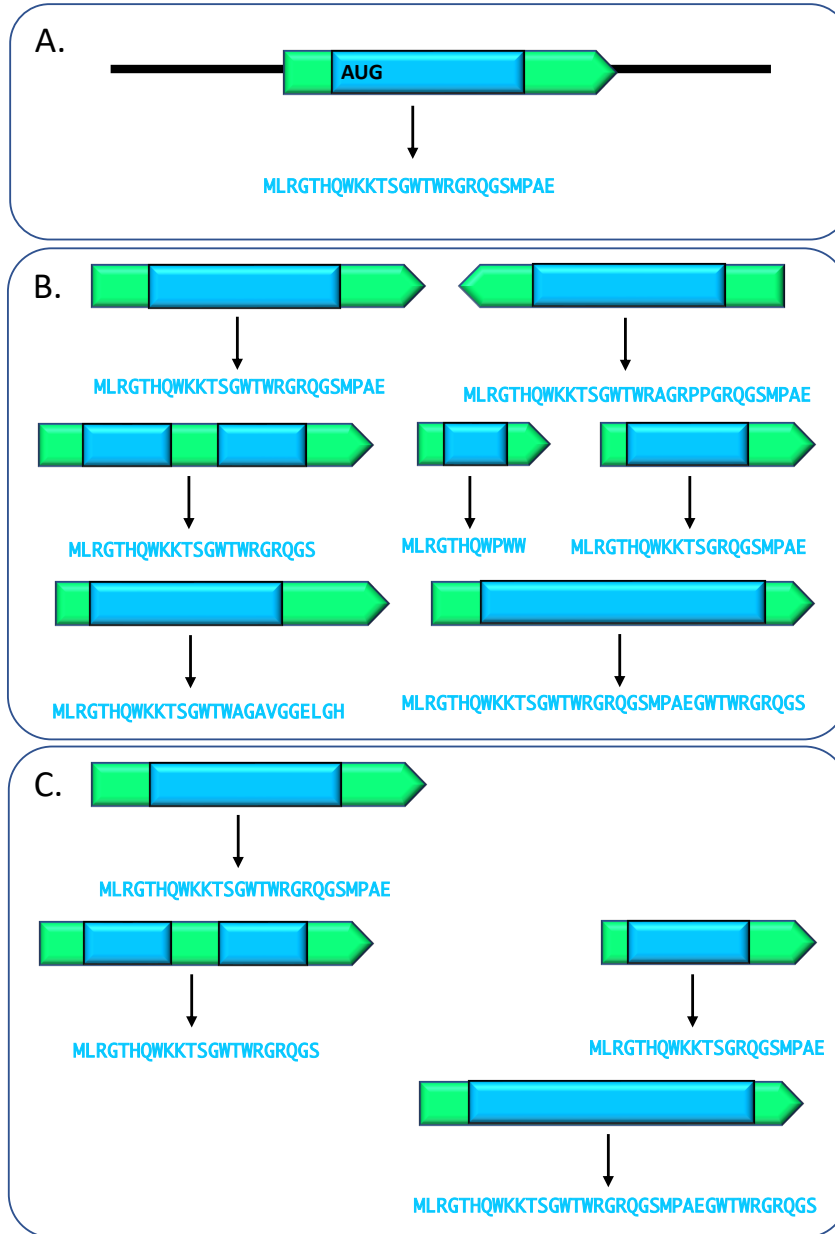 A.
AUG
MLRGTHQWKKTSGWTWRGRQGSMPAE
B.
MLRGTHQWKKTSGWTWRGRQGSMPAE
MLRGTHQWKKTSGWTWRAGRPPGRQGSMPAE
MLRGTHQWKKTSGWTWRGRQGS
MLRGTHQWPWW
MLRGTHQWKKTSGRQGSMPAE
MLRGTHQWKKTSGWTWAGAVGGELGH
MLRGTHQWKKTSGWTWRGRQGSMPAEGWTWRGRQGS
C.
MLRGTHQWKKTSGWTWRGRQGSMPAE
MLRGTHQWKKTSGWTWRGRQGS
MLRGTHQWKKTSGRQGSMPAE
MLRGTHQWKKTSGWTWRGRQGSMPAEGWTWRGRQGS